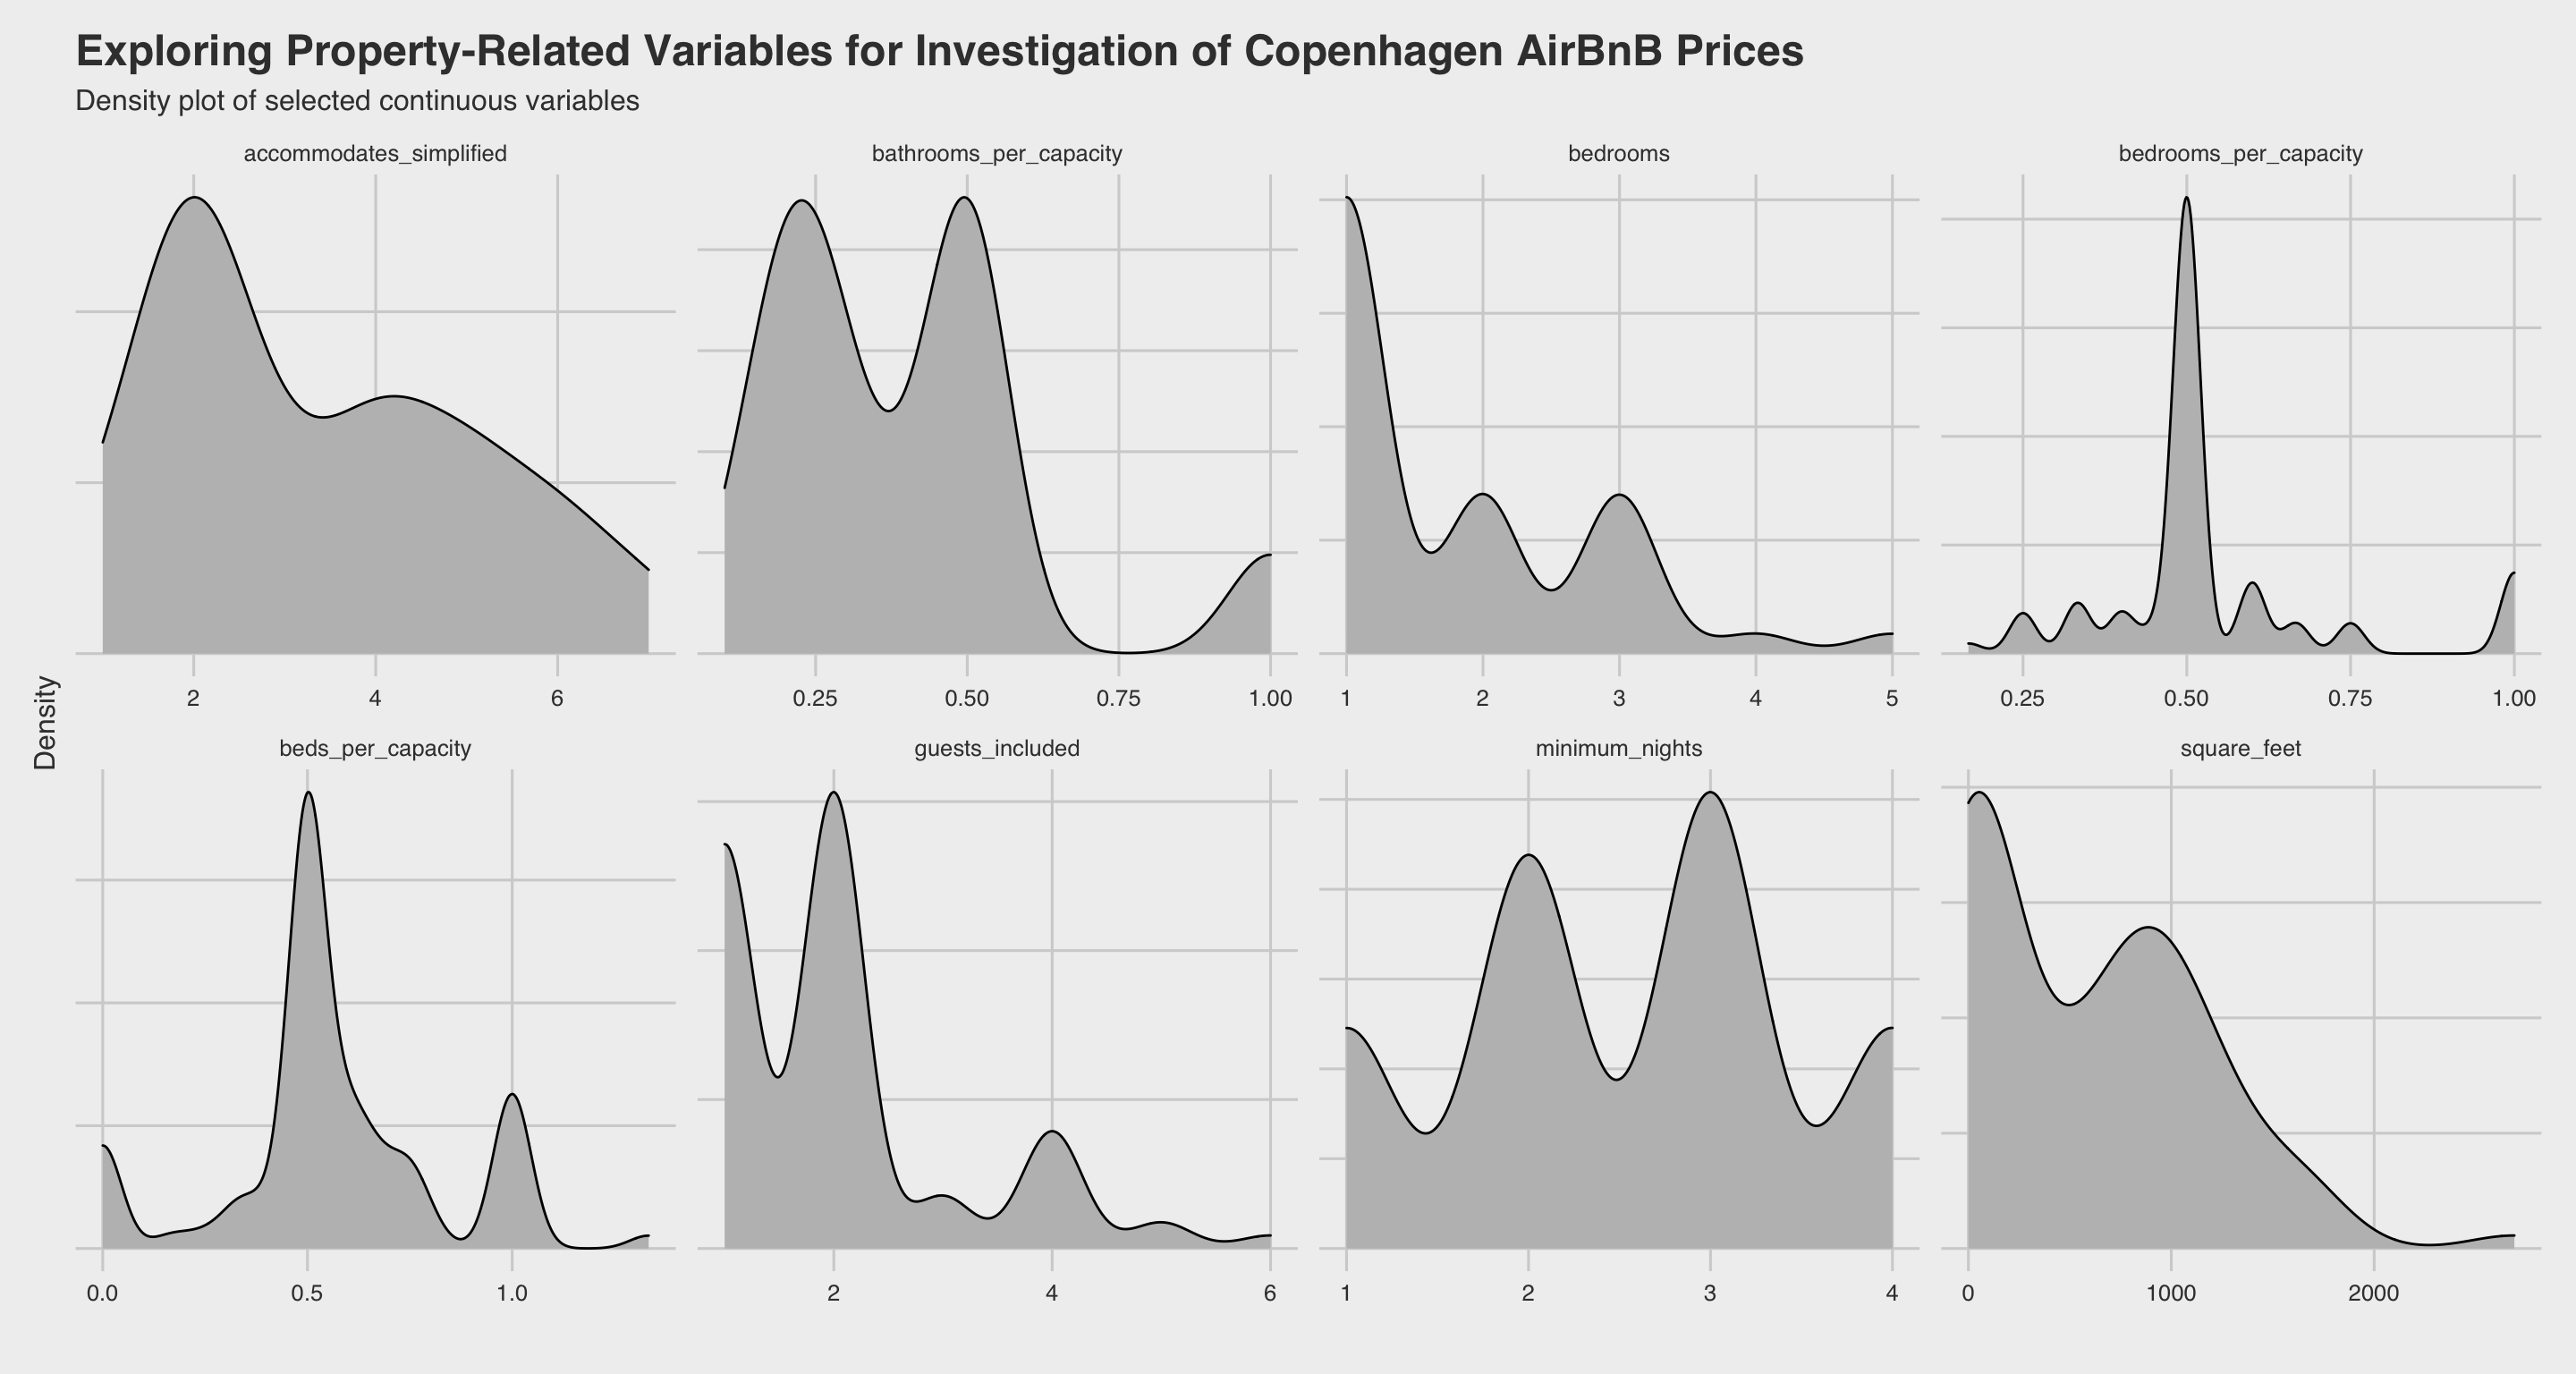 Exploring Property-Related Variables for Investigation of Copenhagen AirBnB Prices
Density plot of selected continuous variables
accommodates_simplified
bathrooms_per_capacity
bedrooms
bedrooms_per_capacity
2 4 6
0.25 0.50 0.75 1.00
1 2 3 4 5
0.25 0.50 0.75 1.00
Density
beds_per_capacity
guests_included
minimum_nights
square_feet
0.0 0.5 1.0
2 4 6
1 2 3 4
0 1000 2000